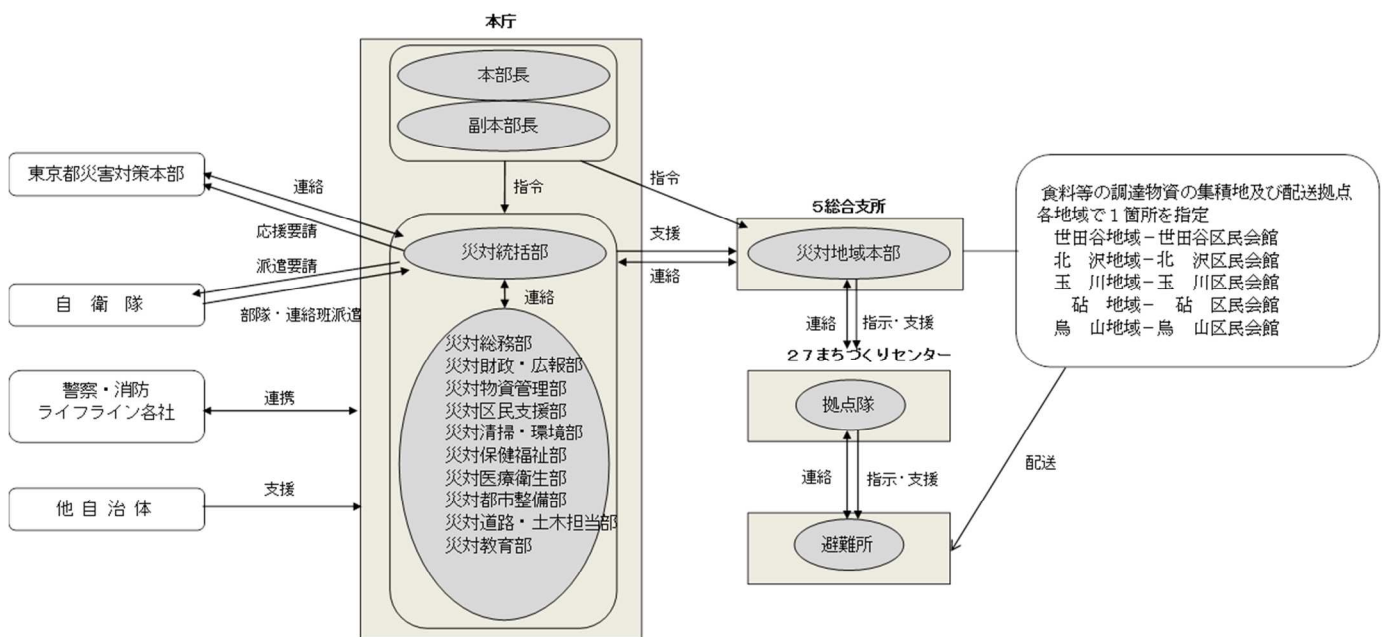 本庁
本部長
副本部長
指令
指令
東京都災害対策本部
連絡
応援要請
派遣要請
自 衛 隊
部隊・連絡班派遣
警察・消防
ライフライン各社
連携
他 自 治 体
支援
災対統括部
連絡
災対総務部
災対財政・広報部
災対物資管理部
災対区民支援部
災対清掃・環境部
災対保健福祉部
災対医療衛生部
災対都市整備部
災対道路・土木担当部
災対教育部
支援
連絡
5総合支所
災対地域本部
連絡
指示・支援
27まちづくりセンター
拠点隊
連絡
指示・支援
避難所
食料等の調達物資の集積地及び配送拠点
各地域で1箇所を指定
世田谷地域-世田谷区民会館
北 沢地域-北 沢区民会館
玉 川地域-玉 川区民会館
砧 地域- 砧 区民会館
烏 山地域-烏 山区民会館
配送